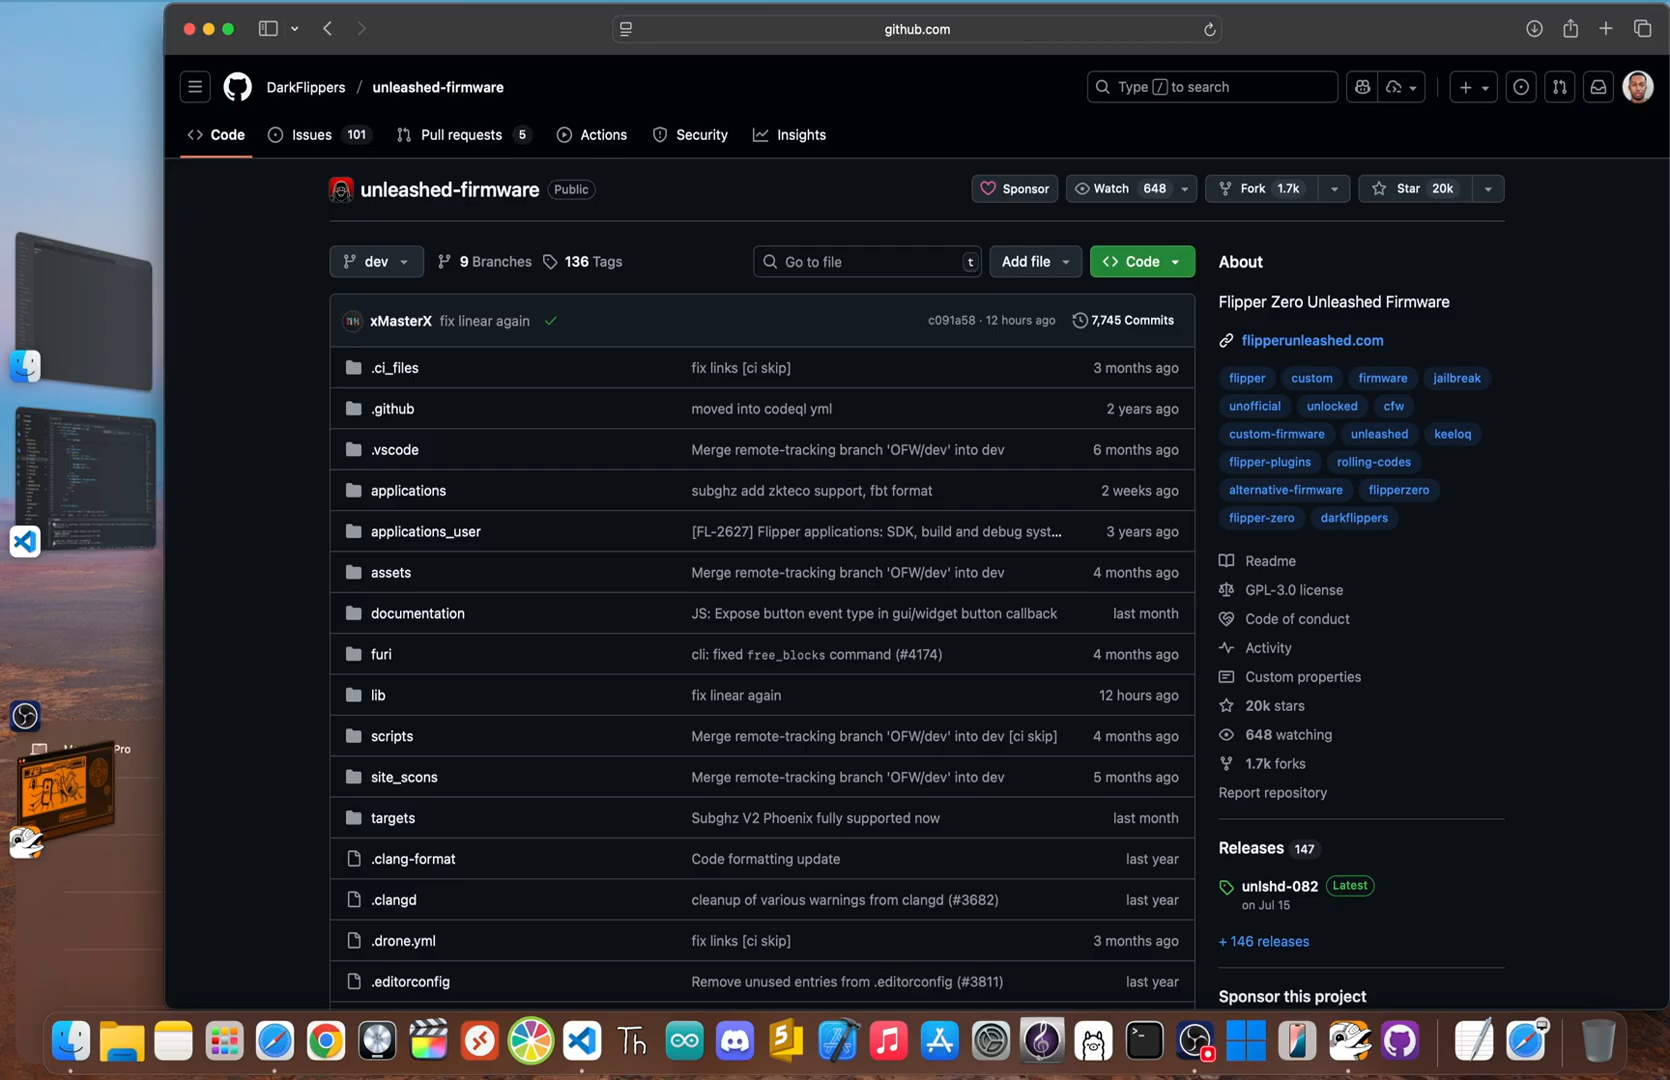 github.com
DarkFlippers / unleashed-firmware
Type / to search
Code
Issues 101
Pull requests 5
Actions
Security
Insights
unleashed-firmware Public
Sponsor
Watch 648
Fork 1.7k
Star 20k
dev
9 Branches
136 Tags
Go to file t
Add file
Code
xMasterX fix linear again
c091a58 · 12 hours ago
7,745 Commits
.ci_files fix links [ci skip] 3 months ago
.github moved into codeql yml 2 years ago
.vscode Merge remote-tracking branch 'OFW/dev' into dev 6 months ago
applications subghz add zkteco support, fbt format 2 weeks ago
applications_user [FL-2627] Flipper applications: SDK, build and debug syst... 3 years ago
assets Merge remote-tracking branch 'OFW/dev' into dev 4 months ago
documentation JS: Expose button event type in gui/widget button callback last month
furi cli: fixed free_blocks command (#4174) 4 months ago
lib fix linear again 12 hours ago
scripts Merge remote-tracking branch 'OFW/dev' into dev [ci skip] 4 months ago
site_scons Merge remote-tracking branch 'OFW/dev' into dev 5 months ago
targets Subghz V2 Phoenix fully supported now last month
.clang-format Code formatting update last year
.clangd cleanup of various warnings from clangd (#3682) last year
.drone.yml fix links [ci skip] 3 months ago
.editorconfig Remove unused entries from .editorconfig (#3811) last year
About
Flipper Zero Unleashed Firmware
flipperunleashed.com
flipper custom firmware jailbreak
unofficial unlocked cfw
custom-firmware unleashed keeloq
flipper-plugins rolling-codes
alternative-firmware flipperzero
flipper-zero darkflippers
Readme
GPL-3.0 license
Code of conduct
Activity
Custom properties
20k stars
648 watching
1.7k forks
Report repository
Releases 147
unlshd-082 Latest
on Jul 15
+ 146 releases
Sponsor this project
Pro
Th